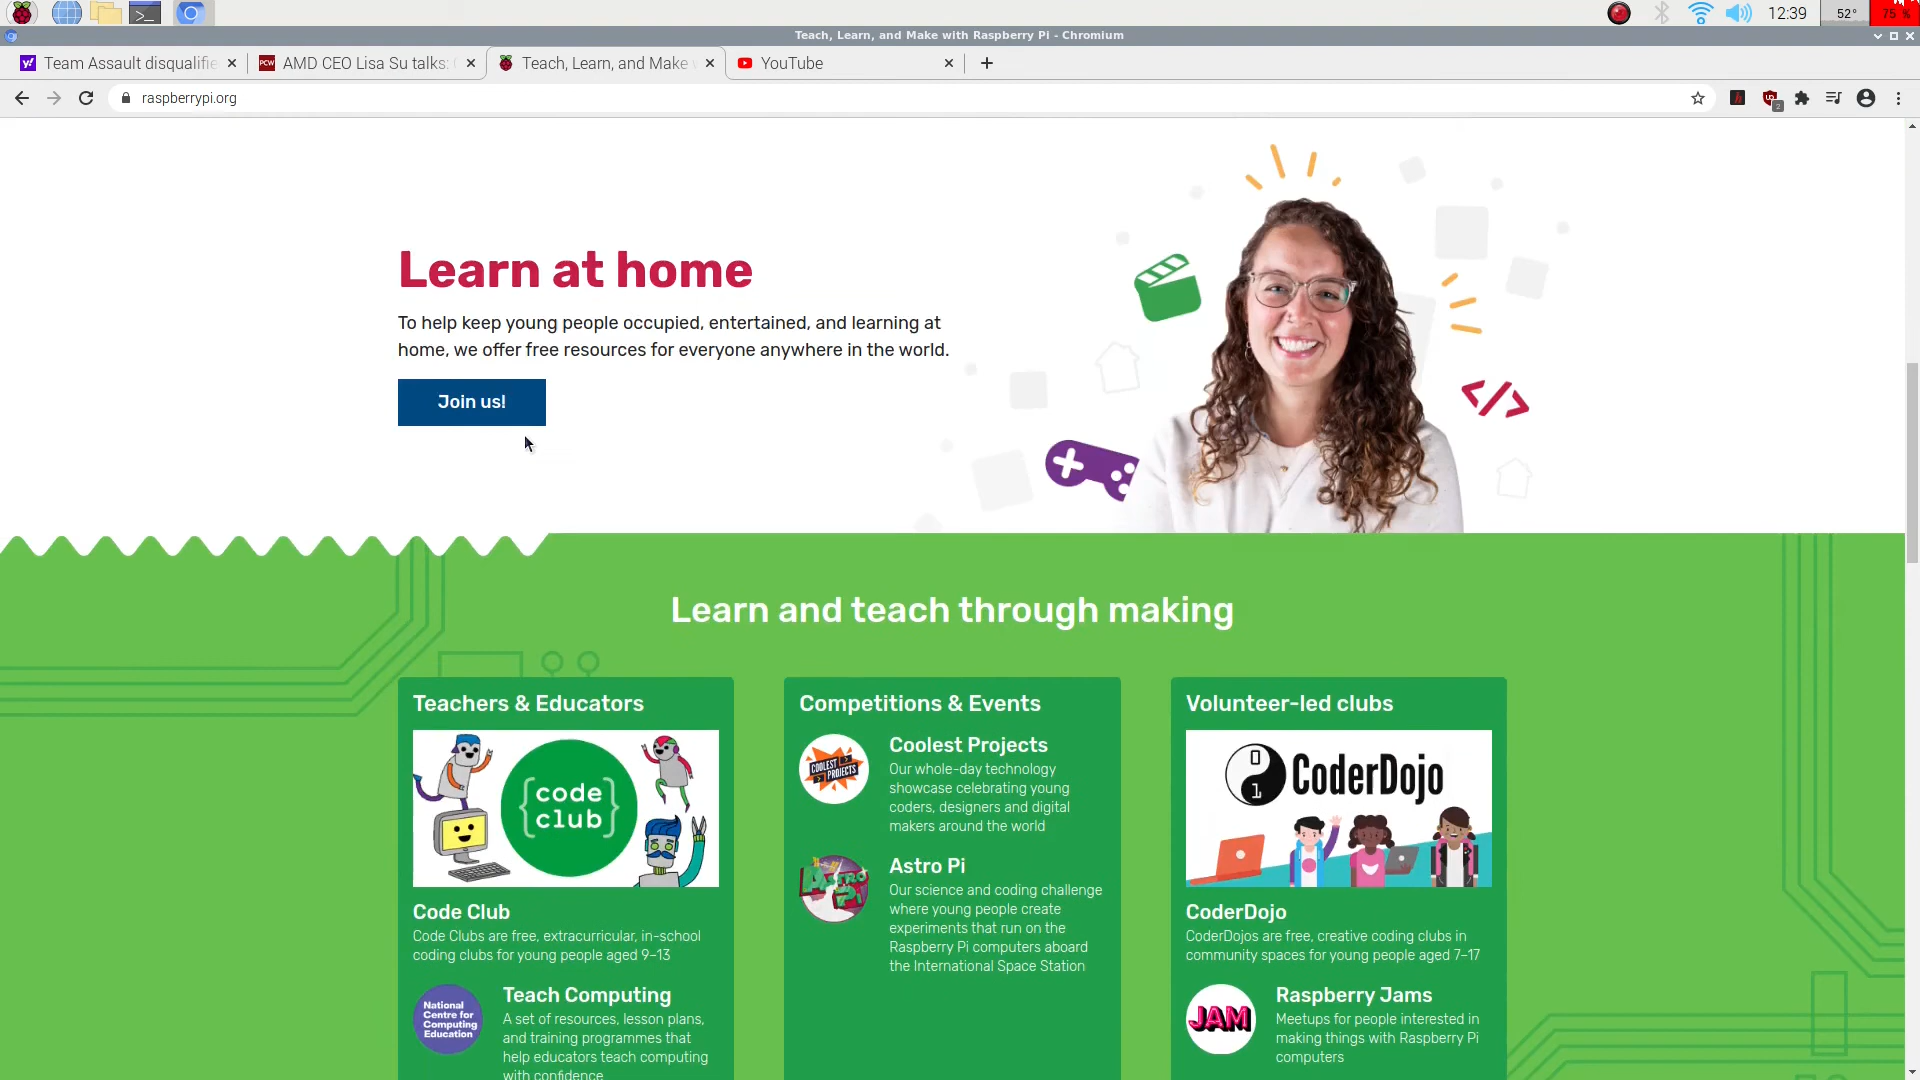 12:39
52°
75 %
Teach, Learn, and Make with Raspberry Pi - Chromium
Team Assault disqualifie
AMD CEO Lisa Su talks:
Teach, Learn, and Make
YouTube
raspberrypi.org
2
Learn at home
To help keep young people occupied, entertained, and learning at
home, we offer free resources for everyone anywhere in the world.
Join us!
Learn and teach through making
Teachers & Educators
{code
club}
Code Club
Code Clubs are free, extracurricular, in-school
coding clubs for young people aged 9–13
National
Centre for
Computing
Education
Teach Computing
A set of resources, lesson plans,
and training programmes that
help educators teach computing
with confidence
Competitions & Events
COOLEST
PROJECTS
Coolest Projects
Our whole-day technology
showcase celebrating young
coders, designers and digital
makers around the world
ASTRO
PI
Astro Pi
Our science and coding challenge
where young people create
experiments that run on the
Raspberry Pi computers aboard
the International Space Station
Volunteer-led clubs
0
1
CoderDojo
CoderDojo
CoderDojos are free, creative coding clubs in
community spaces for young people aged 7–17
JAM
Raspberry Jams
Meetups for people interested in
making things with Raspberry Pi
computers